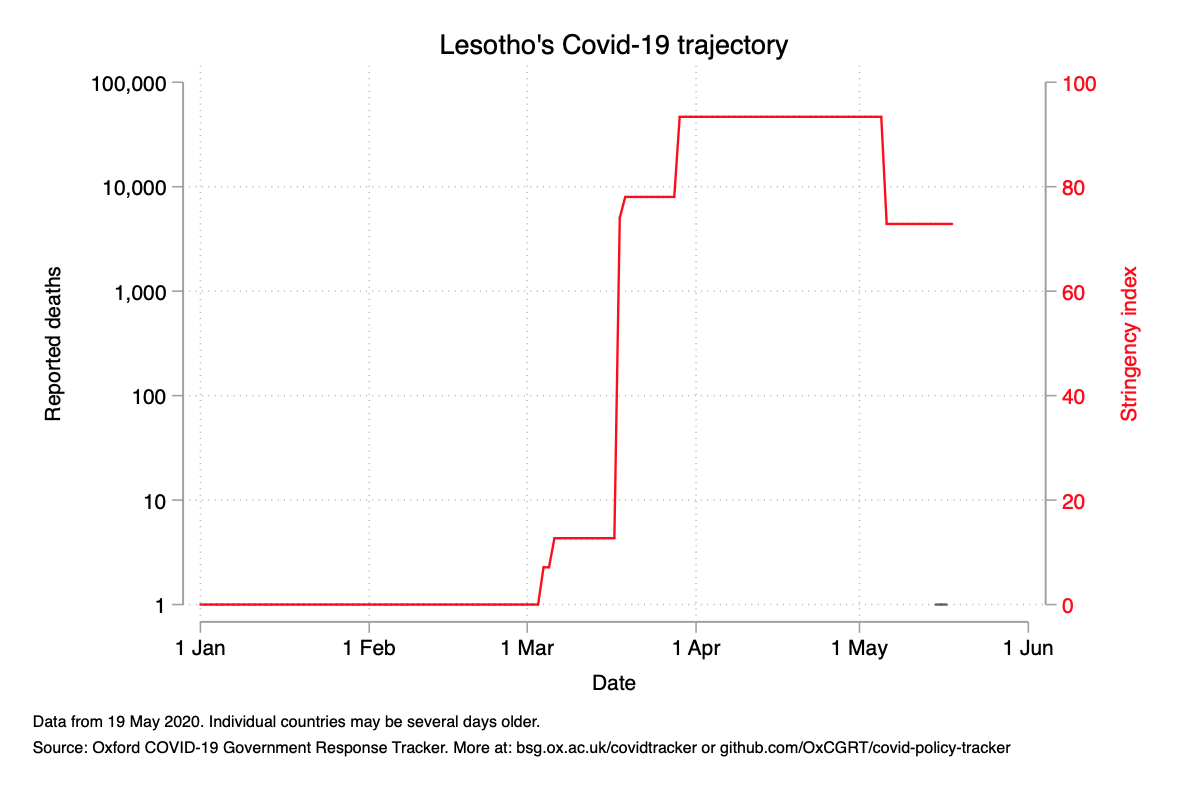 Lesotho's Covid-19 trajectory
100,000
10,000
1,000
100
10
1
Reported deaths
100
80
60
40
20
0
Stringency index
1 Jan
1 Feb
1 Mar
1 Apr
1 May
1 Jun
Date
Data from 19 May 2020. Individual countries may be several days older.
Source: Oxford COVID-19 Government Response Tracker. More at: bsg.ox.ac.uk/covidtracker or github.com/OxCGRT/covid-policy-tracker